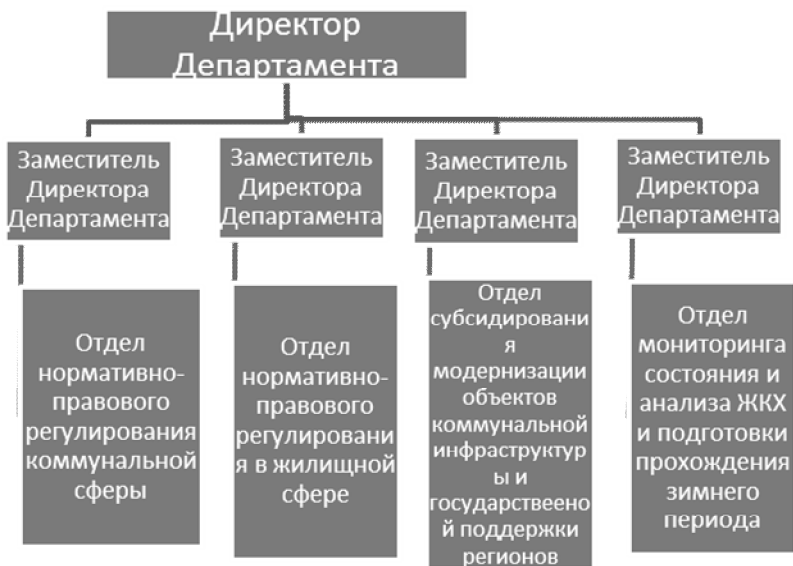 Директор
Департамента
Заместитель
Директора
Департамента
Заместитель
Директора
Департамента
Заместитель
Директора
Департамента
Заместитель
Директора
Департамента
Отдел
нормативно-
правового
регулирования
коммунальной
сферы
Отдел
нормативно-
правового
регулировани
я в жилищной
сфере
Отдел
субсидировани
я
модернизации
объектов
коммунальной
инфраструктур
ы и
государствееной
й поддержки
регионов
Отдел
мониторинга
состояния и
анализа ЖКХ
и подготовки
прохождения
зимнего
периода